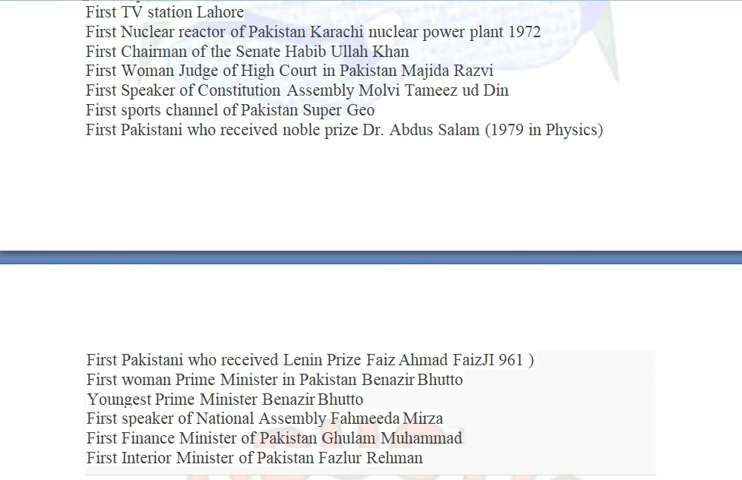 First TV station Lahore
First Nuclear reactor of Pakistan Karachi nuclear power plant 1972
First Chairman of the Senate Habib Ullah Khan
First Woman Judge of High Court in Pakistan Majida Razvi
First Speaker of Constitution Assembly Molvi Tameez ud Din
First sports channel of Pakistan Super Geo
First Pakistani who received noble prize Dr. Abdus Salam (1979 in Physics)
First Pakistani who received Lenin Prize Faiz Ahmad FaizJI 961 )
First woman Prime Minister in Pakistan Benazir Bhutto
Youngest Prime Minister Benazir Bhutto
First speaker of National Assembly Fahmeeda Mirza
First Finance Minister of Pakistan Ghulam Muhammad
First Interior Minister of Pakistan Fazlur Rehman